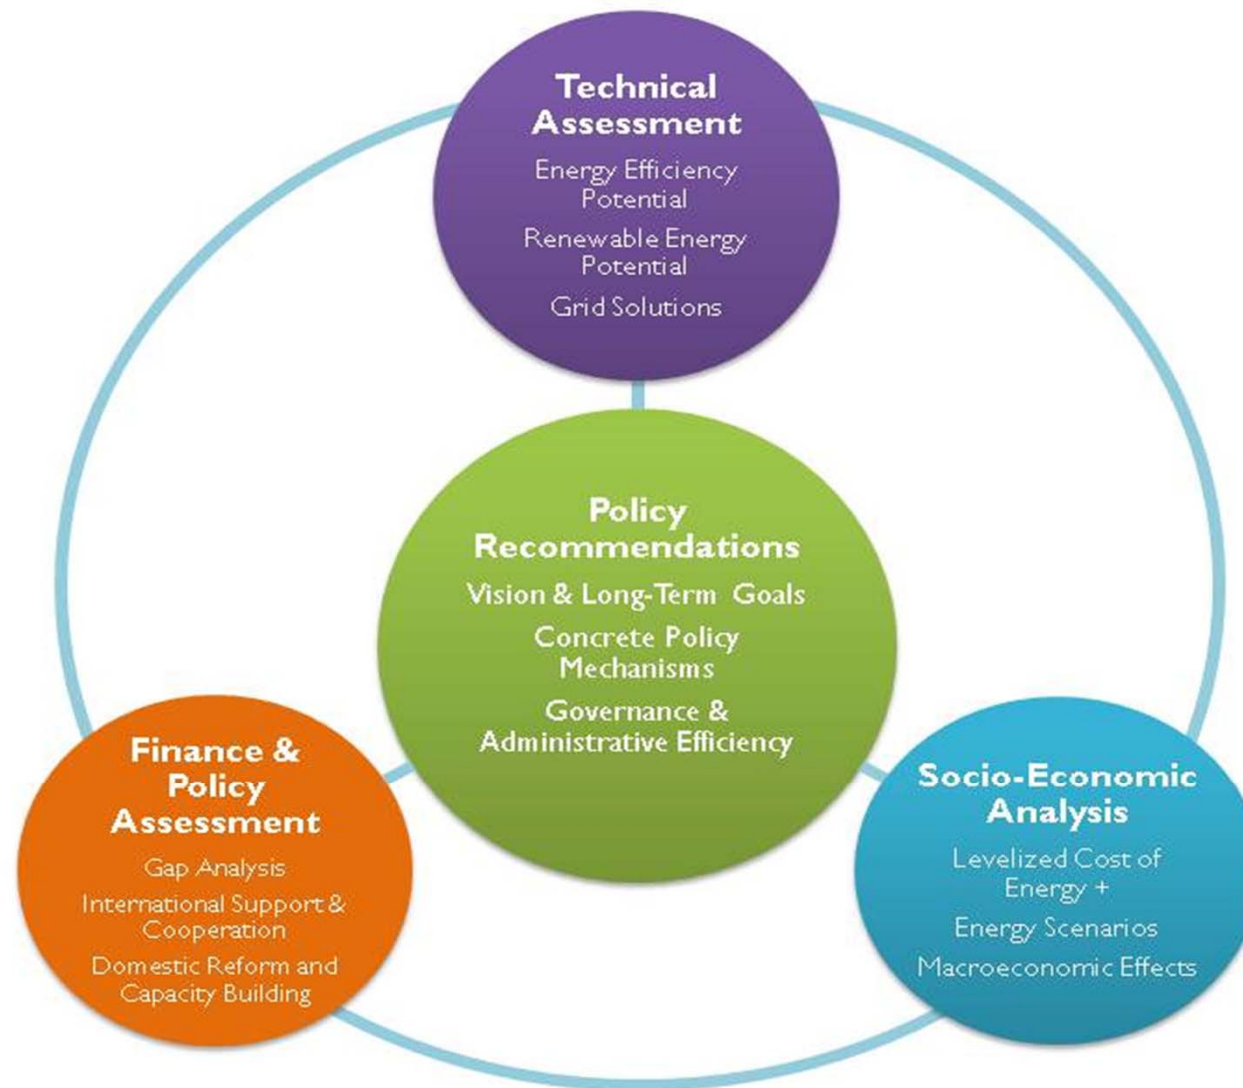 Technical
Assessment
Energy Efficiency
Potential
Renewable Energy
Potential
Grid Solutions
Policy
Recommendations
Vision & Long-Term Goals
Concrete Policy
Mechanisms
Governance &
Administrative Efficiency
Finance &
Policy
Assessment
Gap Analysis
International Support &
Cooperation
Domestic Reform and
Capacity Building
Socio-Economic
Analysis
Levelized Cost of
Energy +
Energy Scenarios
Macroeconomic Effects